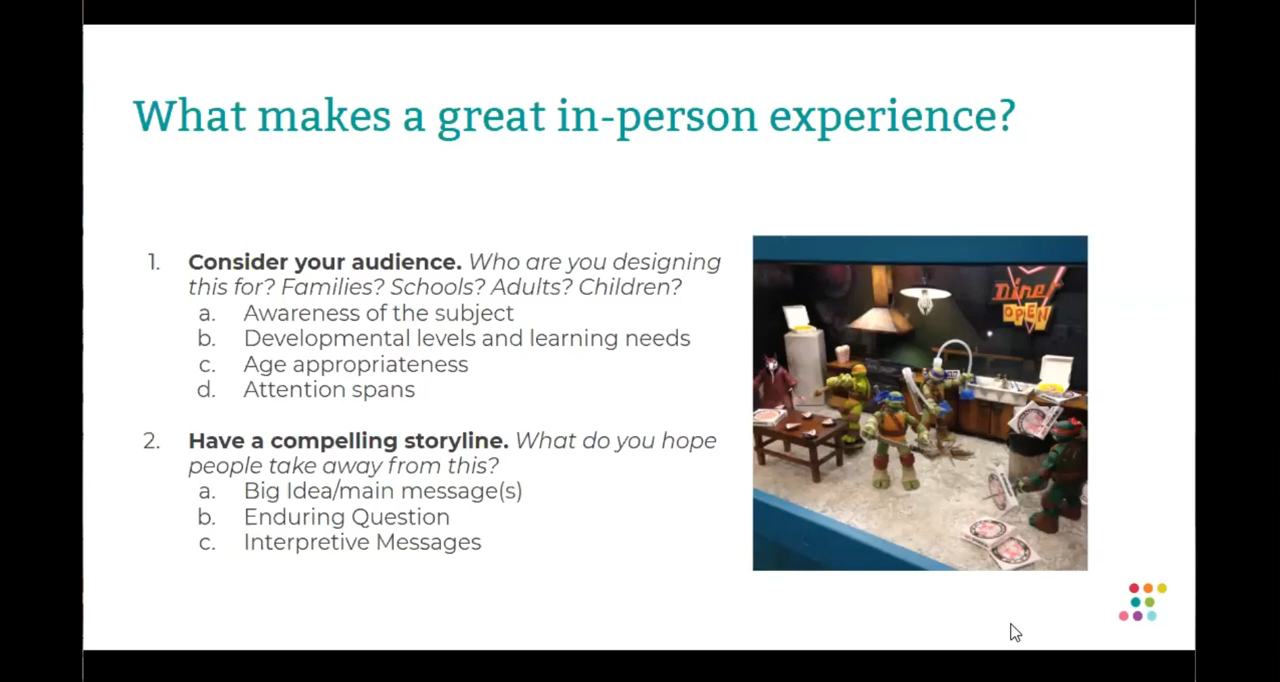 What makes a great in-person experience?
1. Consider your audience. Who are you designing
this for? Families? Schools? Adults? Children?
a. Awareness of the subject
b. Developmental levels and learning needs
c. Age appropriateness
d. Attention spans
2. Have a compelling storyline. What do you hope
people take away from this?
a. Big Idea/main message(s)
b. Enduring Question
c. Interpretive Messages
Diner
OPEN